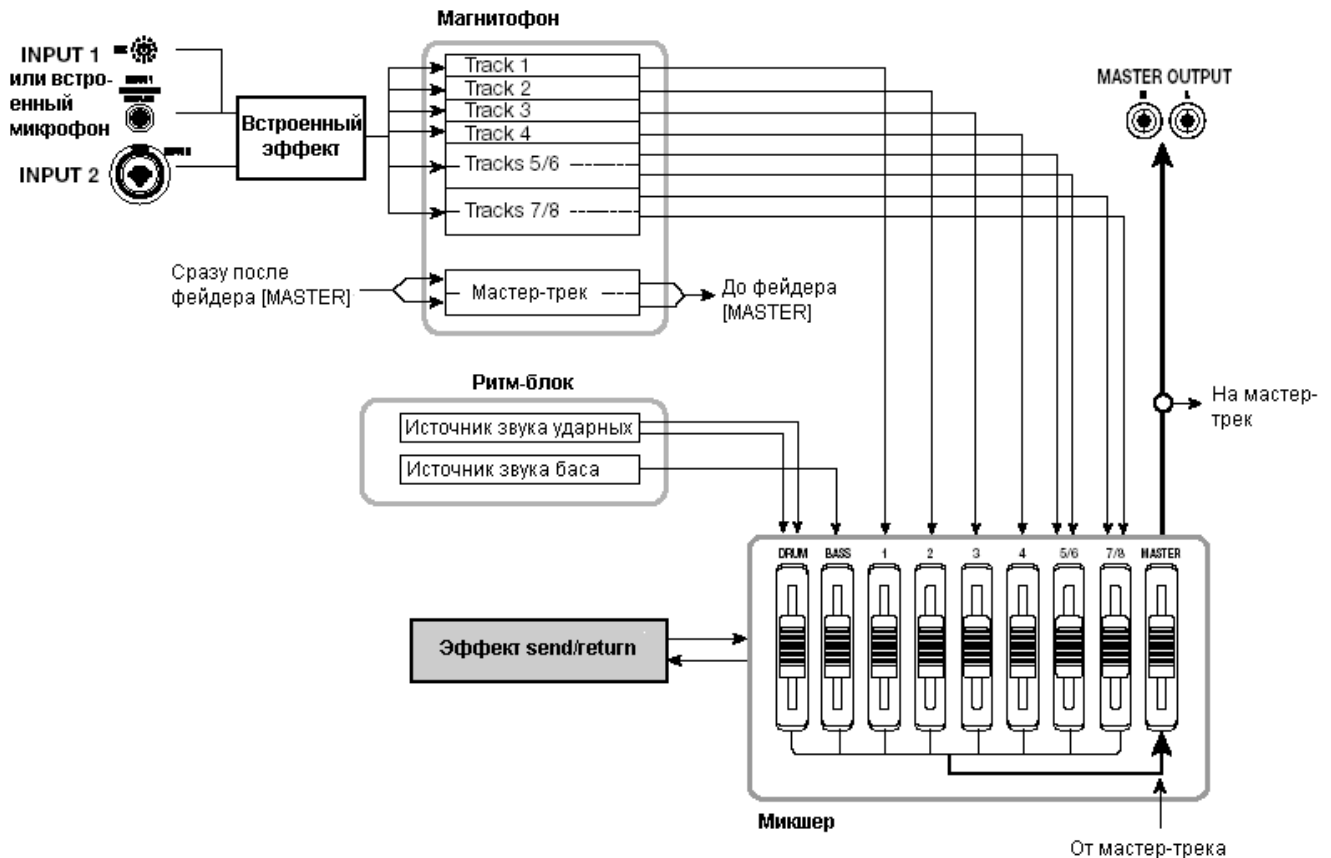 Магнитофон
INPUT 1
или встро-
енный
микрофон
INPUT 2
Встроенный
эффект
Track 1
Track 2
Track 3
Track 4
Tracks 5/6
Tracks 7/8
MASTER OUTPUT
R L
Сразу после
фейдера [MASTER]
Мастер-трек
До фейдера
[MASTER]
Ритм-блок
Источник звука ударных
Источник звука баса
На мастер-
трек
DRUM BASS 1 2 3 4 5/6 7/8 MASTER
Эффект send/return
Микшер
От мастер-трека